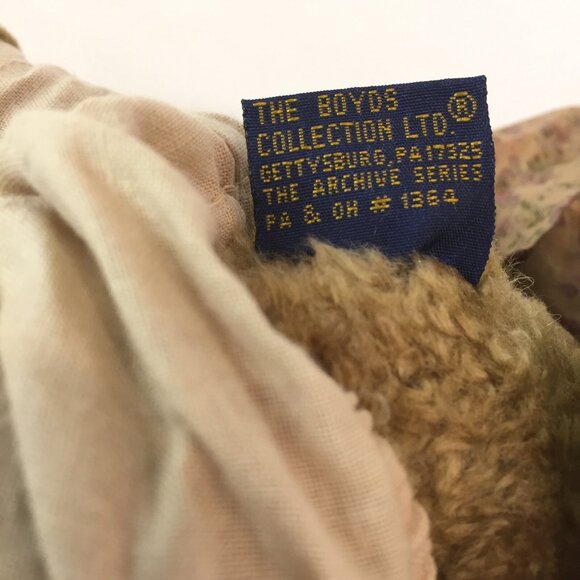 THE BOYDS
COLLECTION LTD.®
GETTYSBURG, PA 17325
THE ARCHIVE SERIES
PA & OH # 1364